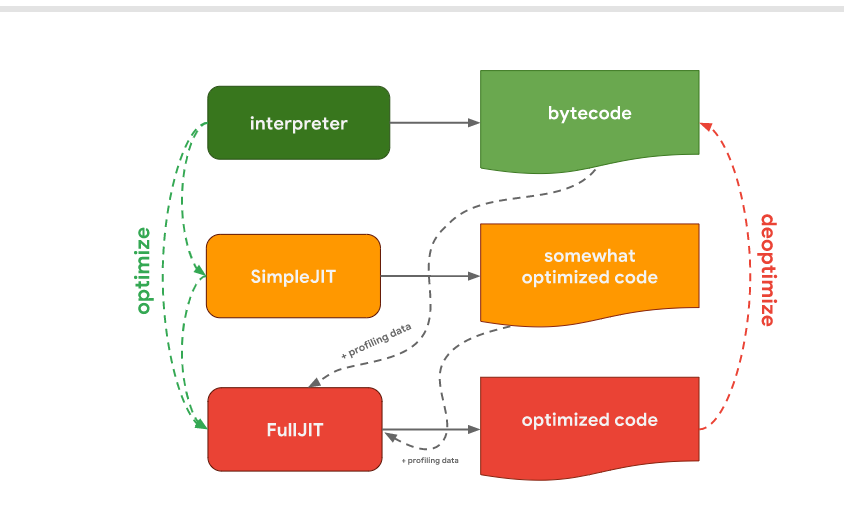 interpreter
bytecode
optimize
deoptimize
SimpleJIT
somewhat
optimized code
+ profiling data
FullJIT
optimized code
+ profiling data